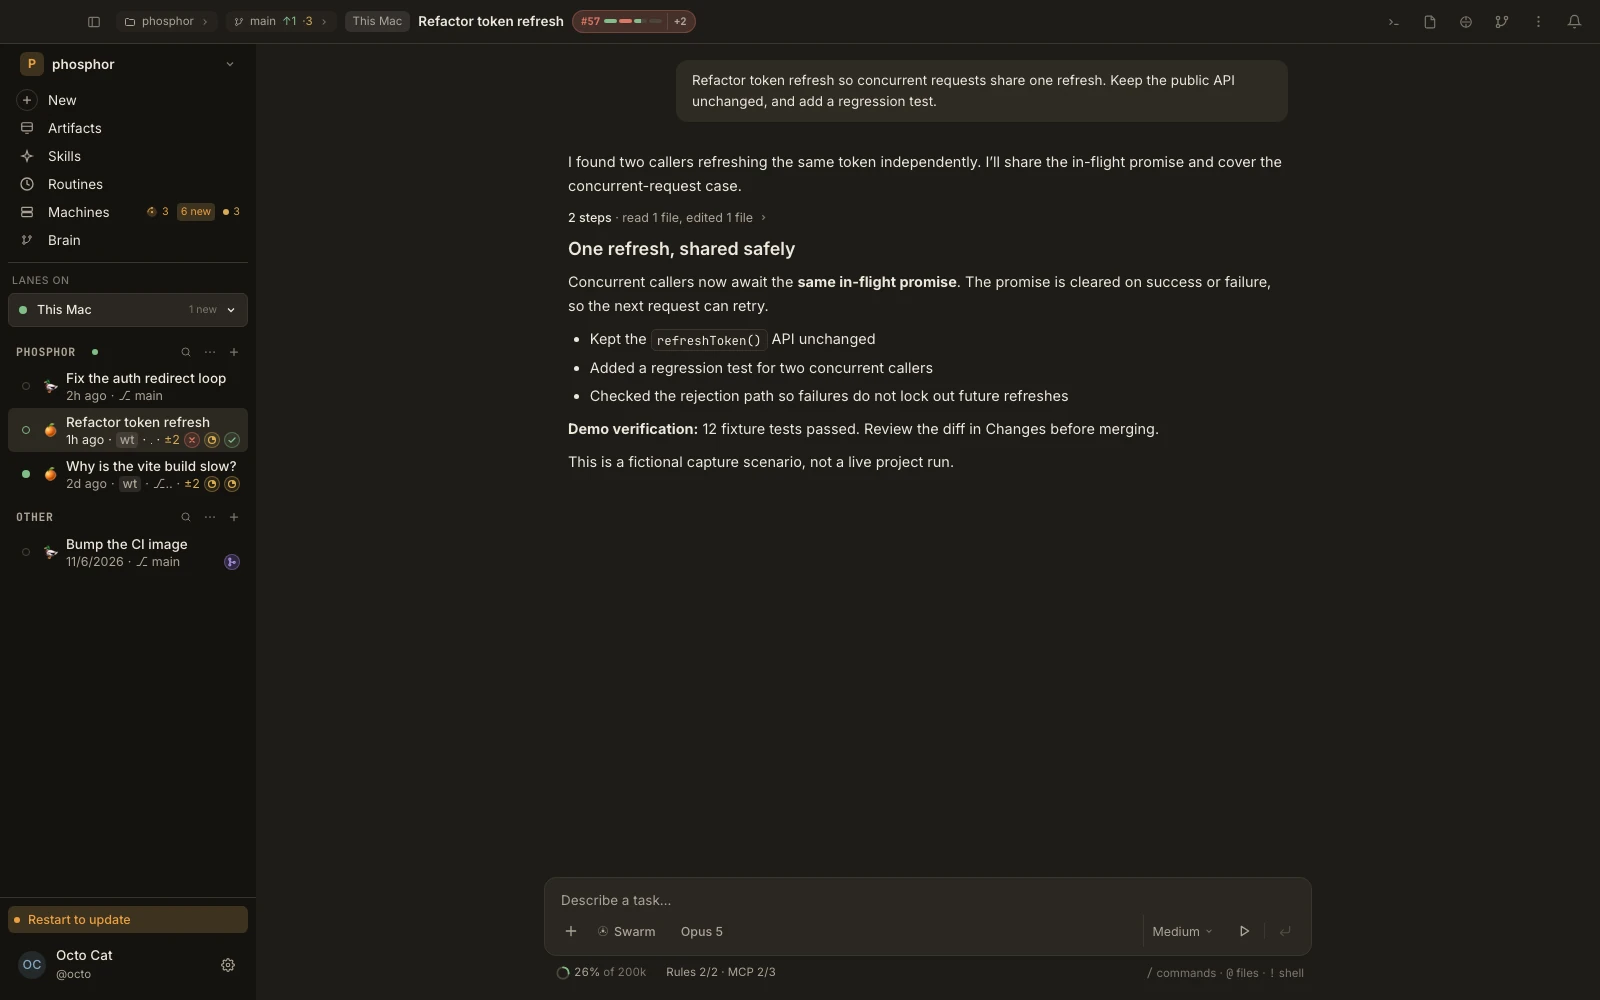 phosphor
main ↑1 ·3
This Mac
Refactor token refresh
#57
+2
P phosphor
New
Artifacts
Skills
Routines
Machines 3 6 new 3
Brain
LANES ON
This Mac 1 new
PHOSPHOR
Fix the auth redirect loop
2h ago · ⌥ main
Refactor token refresh
1h ago · wt · . · ±2
Why is the vite build slow?
2d ago · wt · ⌥.. · ±2
OTHER
Bump the CI image
11/6/2026 · ⌥ main
Restart to update
OC Octo Cat
@octo
Refactor token refresh so concurrent requests share one refresh. Keep the public API
unchanged, and add a regression test.
I found two callers refreshing the same token independently. I’ll share the in-flight promise and cover the
concurrent-request case.
2 steps · read 1 file, edited 1 file ›
One refresh, shared safely
Concurrent callers now await the same in-flight promise. The promise is cleared on success or failure,
so the next request can retry.
• Kept the refreshToken() API unchanged
• Added a regression test for two concurrent callers
• Checked the rejection path so failures do not lock out future refreshes
Demo verification: 12 fixture tests passed. Review the diff in Changes before merging.
This is a fictional capture scenario, not a live project run.
Describe a task...
Swarm Opus 5 Medium
26% of 200k Rules 2/2 · MCP 2/3
/ commands · @ files · ! shell